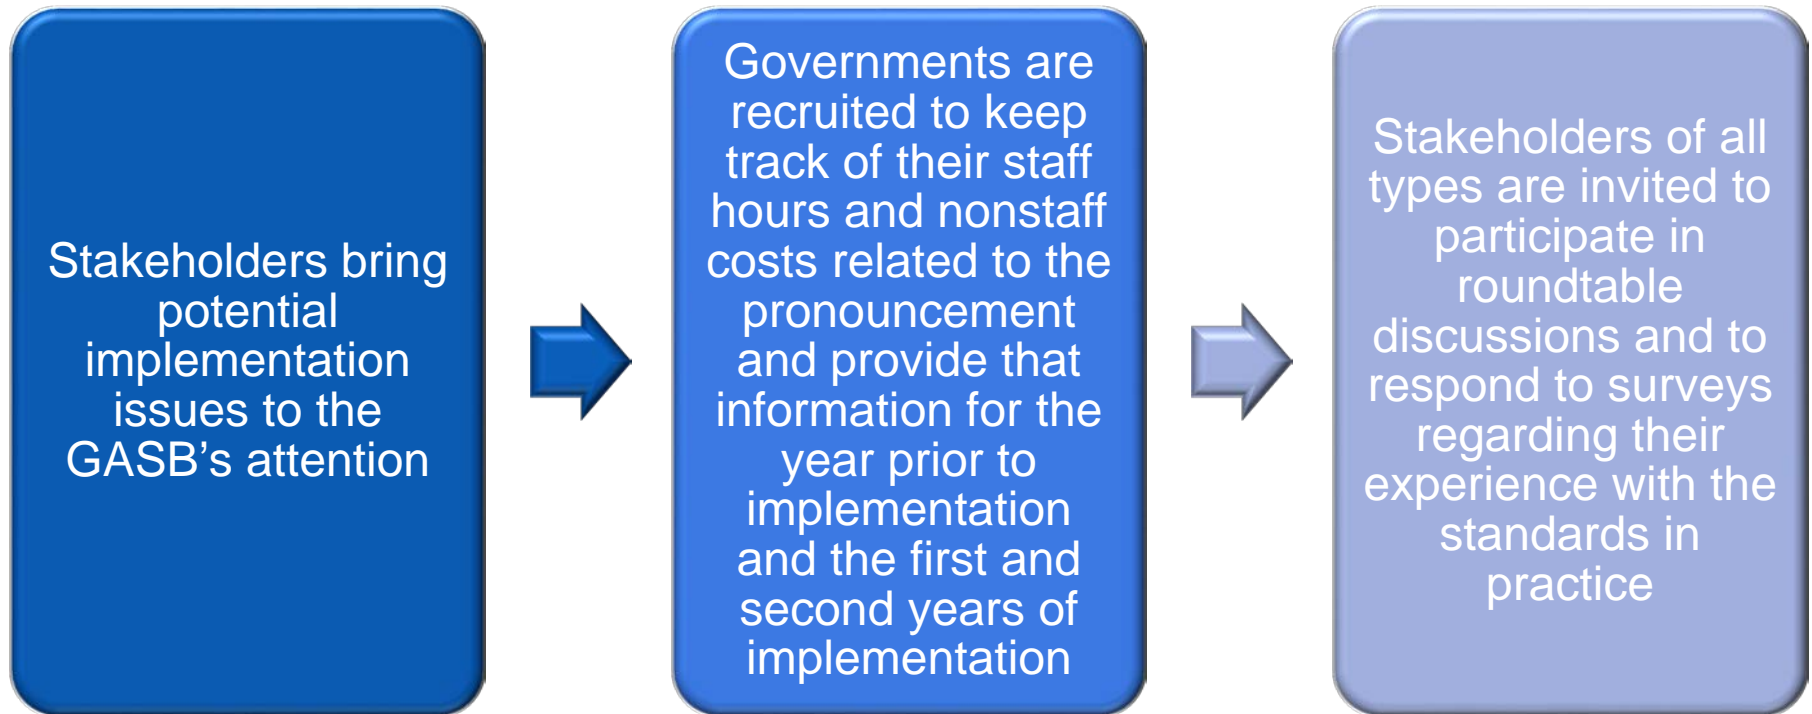 Stakeholders bring
potential
implementation
issues to the
GASB’s attention
Governments are
recruited to keep
track of their staff
hours and nonstaff
costs related to the
pronouncement
and provide that
information for the
year prior to
implementation
and the first and
second years of
implementation
Stakeholders of all
types are invited to
participate in
roundtable
discussions and to
respond to surveys
regarding their
experience with the
standards in
practice